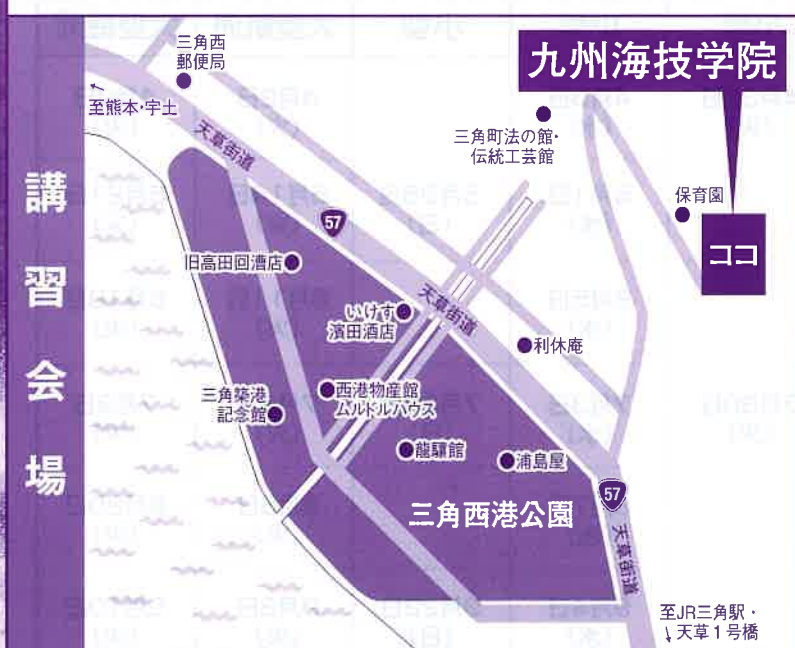 講習会場
三角西
郵便局
至熊本・宇土
天草街道
57
九州海技学院
三角町法の館・
伝統工芸館
保育園
ココ
旧高田回漕店
いけす
濱田酒店
天草街道
利休庵
三角築港
記念館
西港物産館
ムルドルハウス
龍驤館
浦島屋
三角西港公園
57
天草街道
至JR三角駅・
天草1号橋